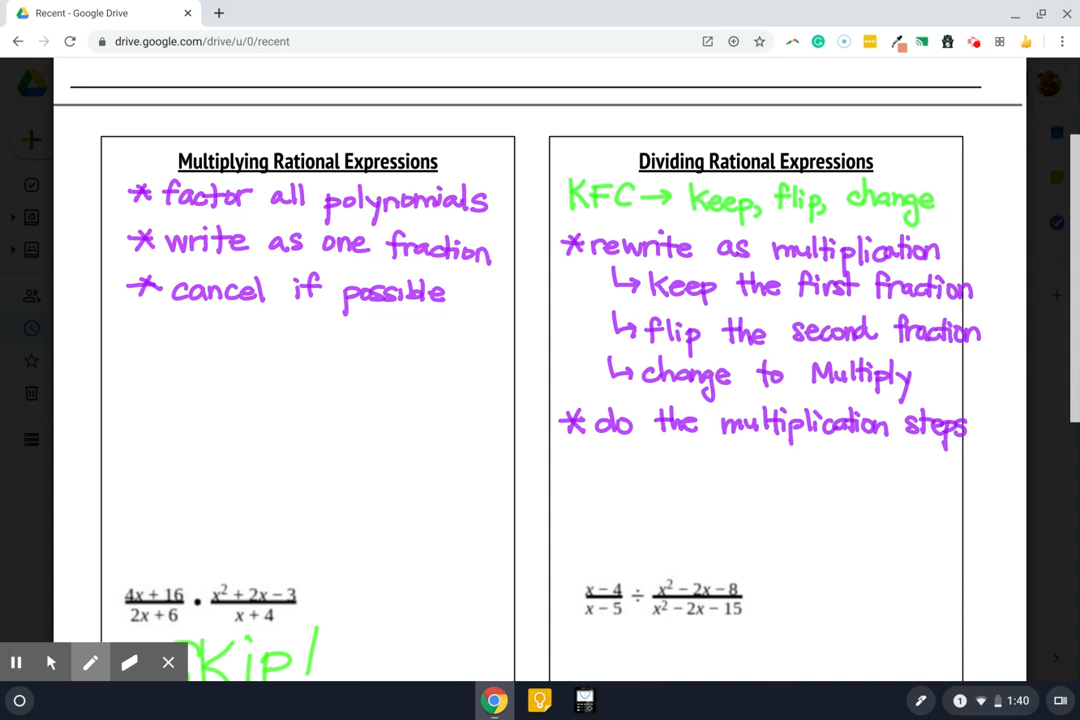 Recent - Google Drive
drive.google.com/drive/u/0/recent
Multiplying Rational Expressions
* factor all polynomials
* write as one fraction
* cancel if possible
4x + 16 / 2x + 6 • x² + 2x − 3 / x + 4
SKip!
Dividing Rational Expressions
KFC → Keep, flip, change
* rewrite as multiplication
↳ Keep the first fraction
↳ flip the second fraction
↳ change to Multiply
* do the multiplication steps
x − 4 / x − 5 ÷ x² − 2x − 8 / x² − 2x − 15
1 1:40